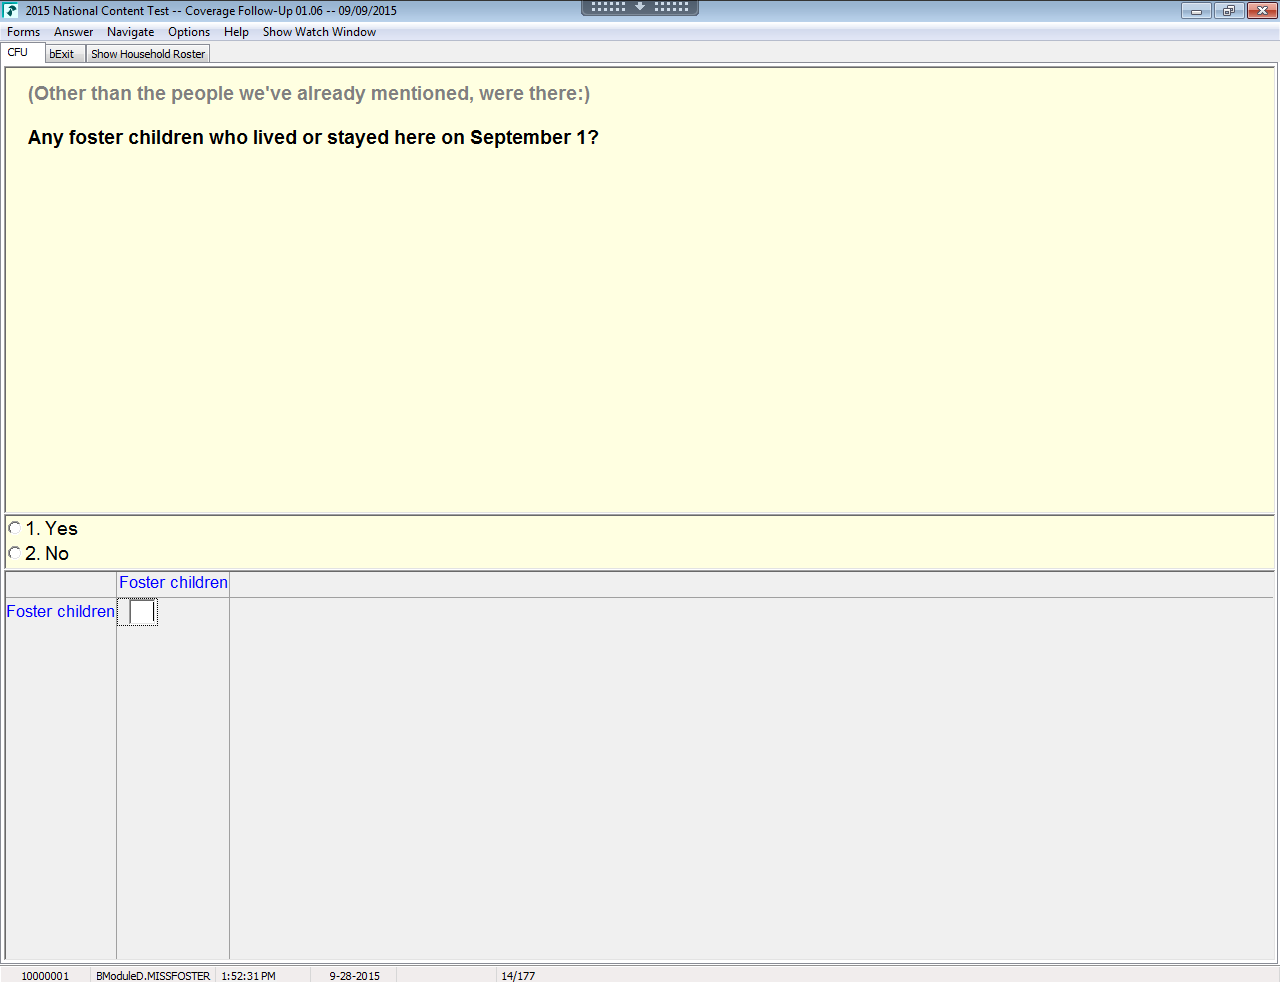 2015 National Content Test -- Coverage Follow-Up 01.06 -- 09/09/2015
Forms Answer Navigate Options Help Show Watch Window
CFU bExit Show Household Roster
(Other than the people we've already mentioned, were there:)
Any foster children who lived or stayed here on September 1?
1. Yes
2. No
Foster children
Foster children
10000001 BModuleD.MISSFOSTER 1:52:31 PM 9-28-2015 14/177